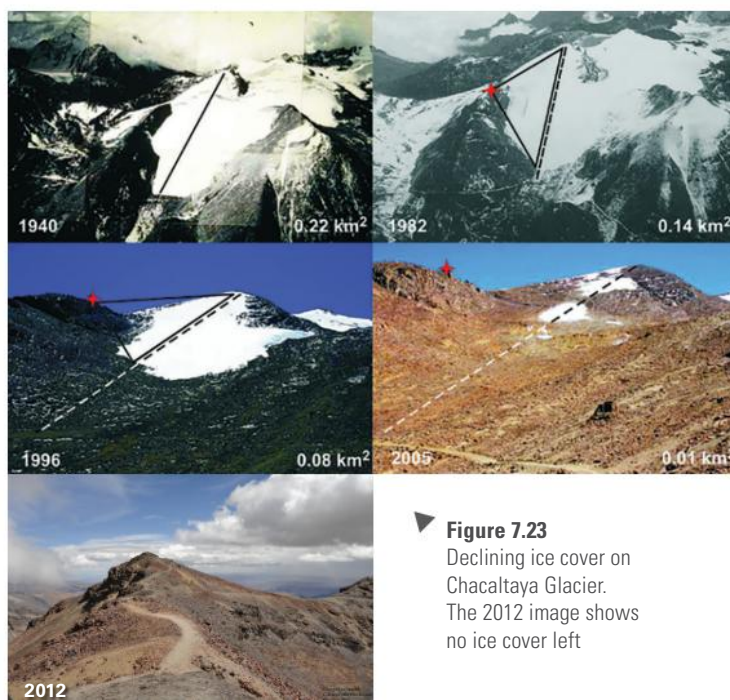 1940
0.22 km²
1982
0.14 km²
1996
0.08 km²
2005
0.01 km²
2012
Figure 7.23
Declining ice cover on
Chacaltaya Glacier.
The 2012 image shows
no ice cover left